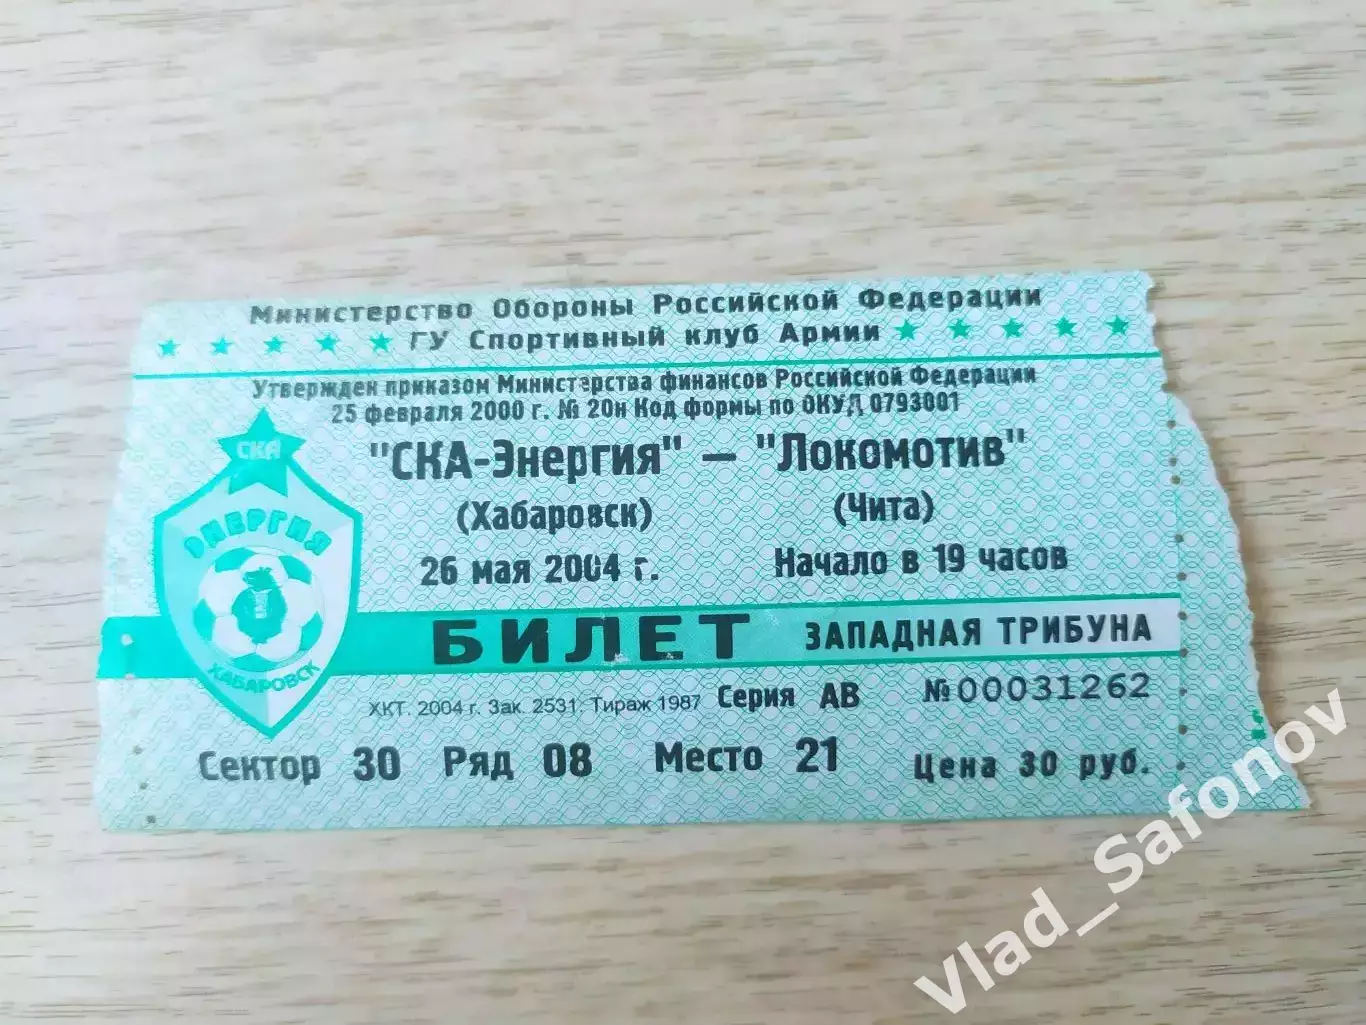 Министерство Обороны Российской Федерации
ГУ Спортивный клуб Армии
Утвержден приказом Министерства финансов Российской Федерации
25 февраля 2000 г. № 20н Код формы по ОКУД 0793001
СКА
ЭНЕРГИЯ
ХАБАРОВСК
"СКА-Энергия" — "Локомотив"
(Хабаровск) (Чита)
26 мая 2004 г. Начало в 19 часов
БИЛЕТ ЗАПАДНАЯ ТРИБУНА
ХКТ. 2004 г. Зак. 2531 Тираж 1987 Серия АВ №00031262
Сектор 30 Ряд 08 Место 21 Цена 30 руб.
Vlad_Safonov